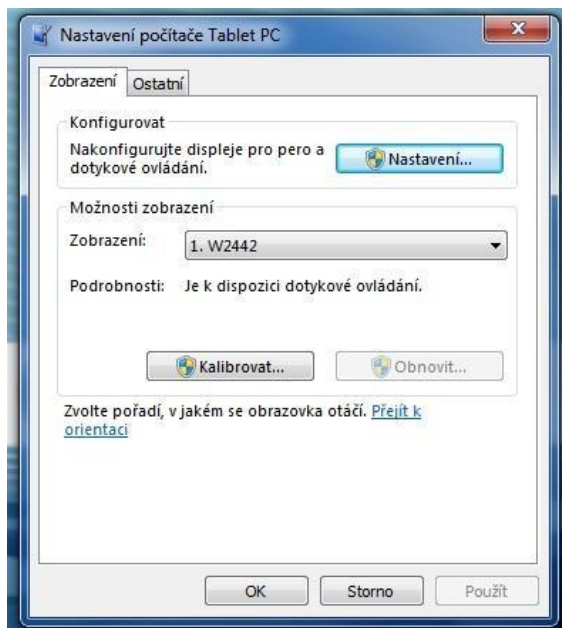 Nastavení počítače Tablet PC
Zobrazení Ostatní
Konfigurovat
Nakonfigurujte displeje pro pero a
dotykové ovládání.
Nastavení...
Možnosti zobrazení
Zobrazení: 1. W2442
Podrobnosti: Je k dispozici dotykové ovládání.
Kalibrovat... Obnovit...
Zvolte pořadí, v jakém se obrazovka otáčí. Přejít k
orientaci
OK Storno Použít